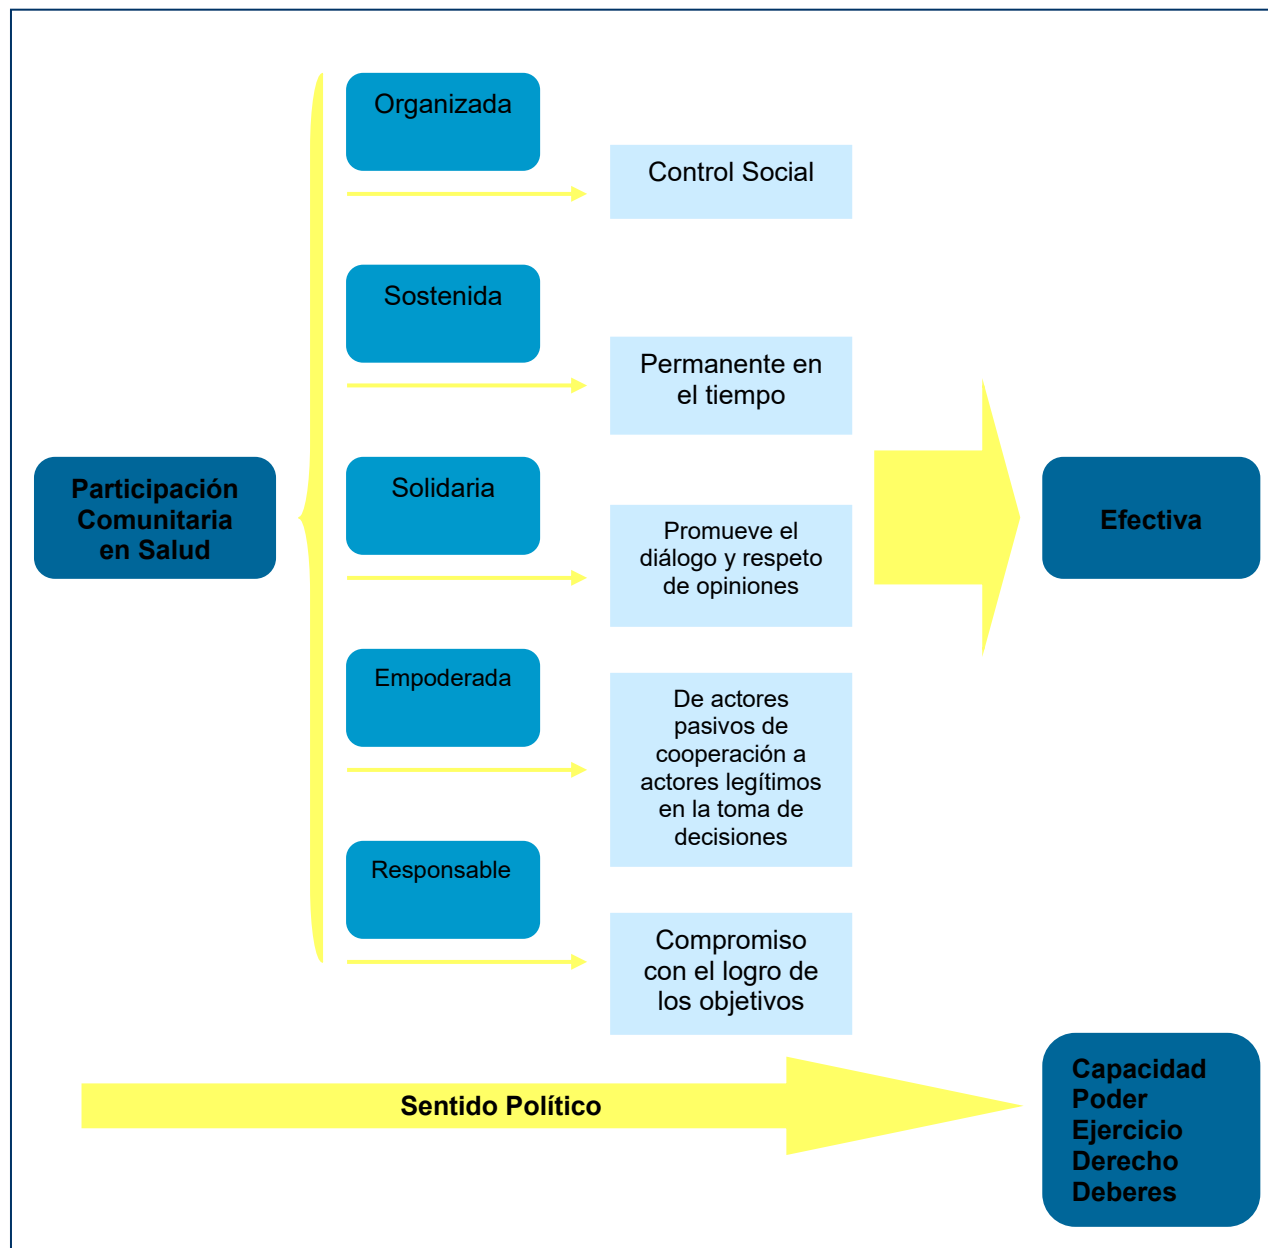 Organizada
Control Social
Sostenida
Permanente en
el tiempo
Participación
Comunitaria
en Salud
Solidaria
Promueve el
diálogo y respeto
de opiniones
Efectiva
Empoderada
De actores
pasivos de
cooperación a
actores legítimos
en la toma de
decisiones
Responsable
Compromiso
con el logro de
los objetivos
Sentido Político
Capacidad
Poder
Ejercicio
Derecho
Deberes